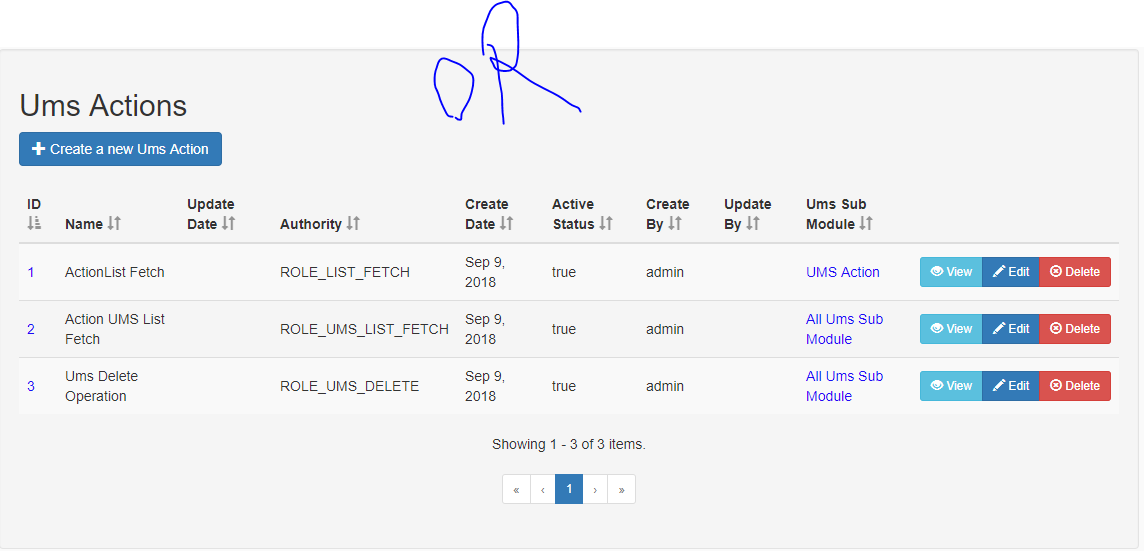 OR
Ums Actions
Create a new Ums Action
ID Name Update Date Authority Create Date Active Status Create By Update By Ums Sub Module
1 ActionList Fetch ROLE_LIST_FETCH Sep 9, 2018 true admin UMS Action View Edit Delete
2 Action UMS List Fetch ROLE_UMS_LIST_FETCH Sep 9, 2018 true admin All Ums Sub Module View Edit Delete
3 Ums Delete Operation ROLE_UMS_DELETE Sep 9, 2018 true admin All Ums Sub Module View Edit Delete
Showing 1 - 3 of 3 items.
« ‹ 1 › »